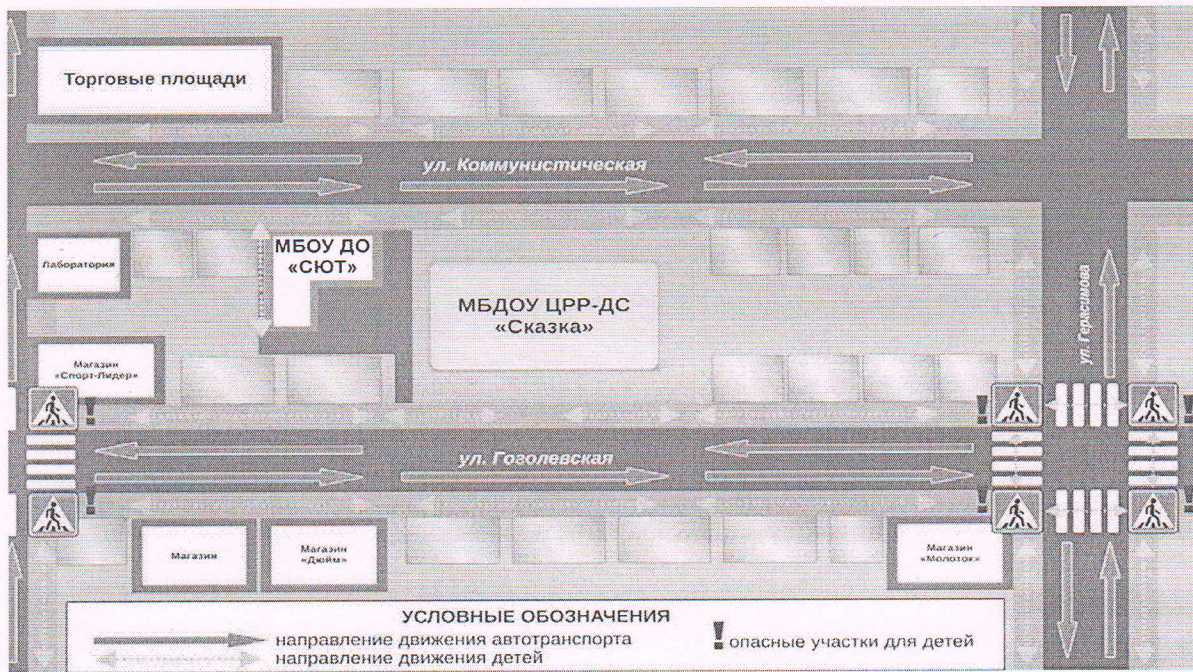 Торговые площади
ул. Коммунистическая
МБОУ ДО
«СЮТ»
Лаборатория
МБДОУ ЦРР-ДС
«Сказка»
ул. Герасимова
Магазин
«Спорт-Лидер»
!
!
!
ул. Гоголевская
!
!
!
Магазин
Магазин
«Дюйм»
Магазин
«Молоток»
УСЛОВНЫЕ ОБОЗНАЧЕНИЯ
направление движения автотранспорта
! опасные участки для детей
направление движения детей